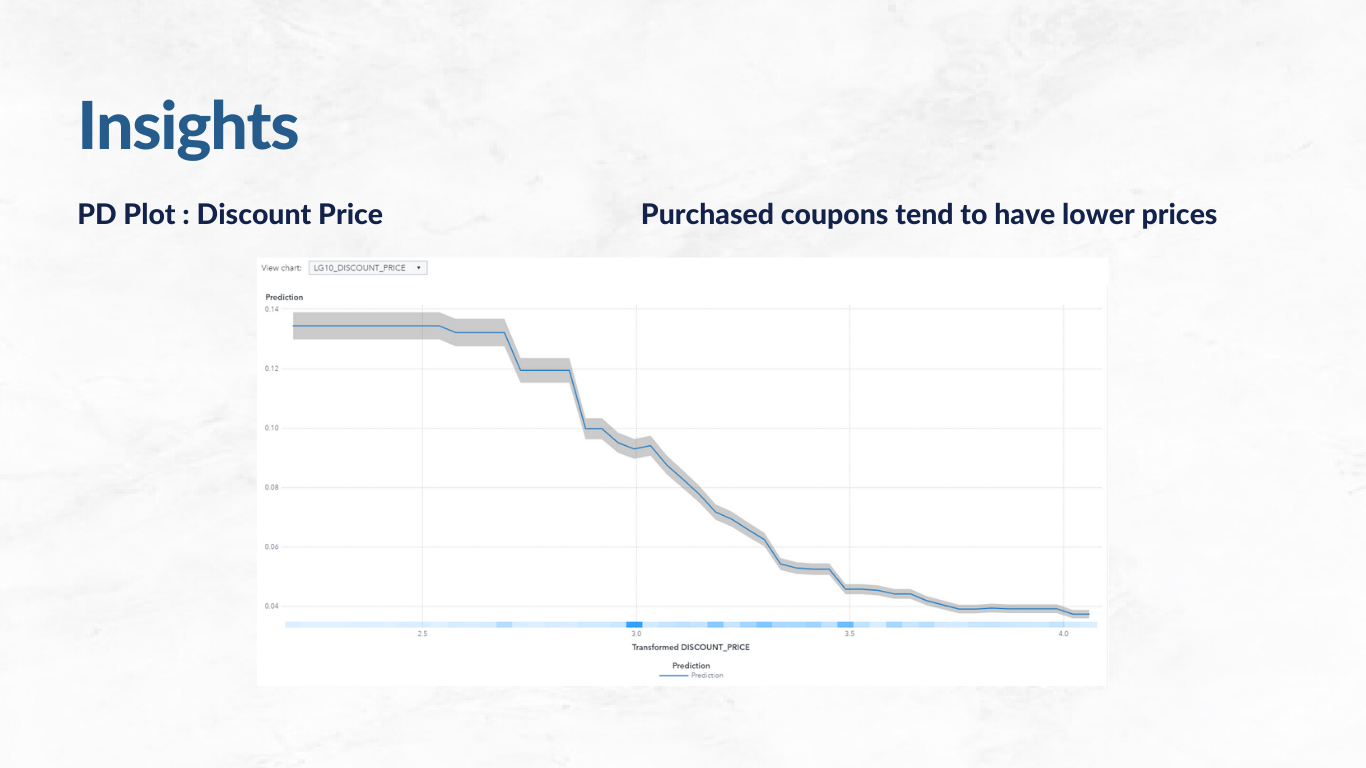 Insights
PD Plot : Discount Price
Purchased coupons tend to have lower prices
View chart: LG10_DISCOUNT_PRICE
Prediction
0.14
0.12
0.10
0.08
0.06
0.04
2.5 3.0 3.5 4.0
Transformed DISCOUNT_PRICE
Prediction
Prediction